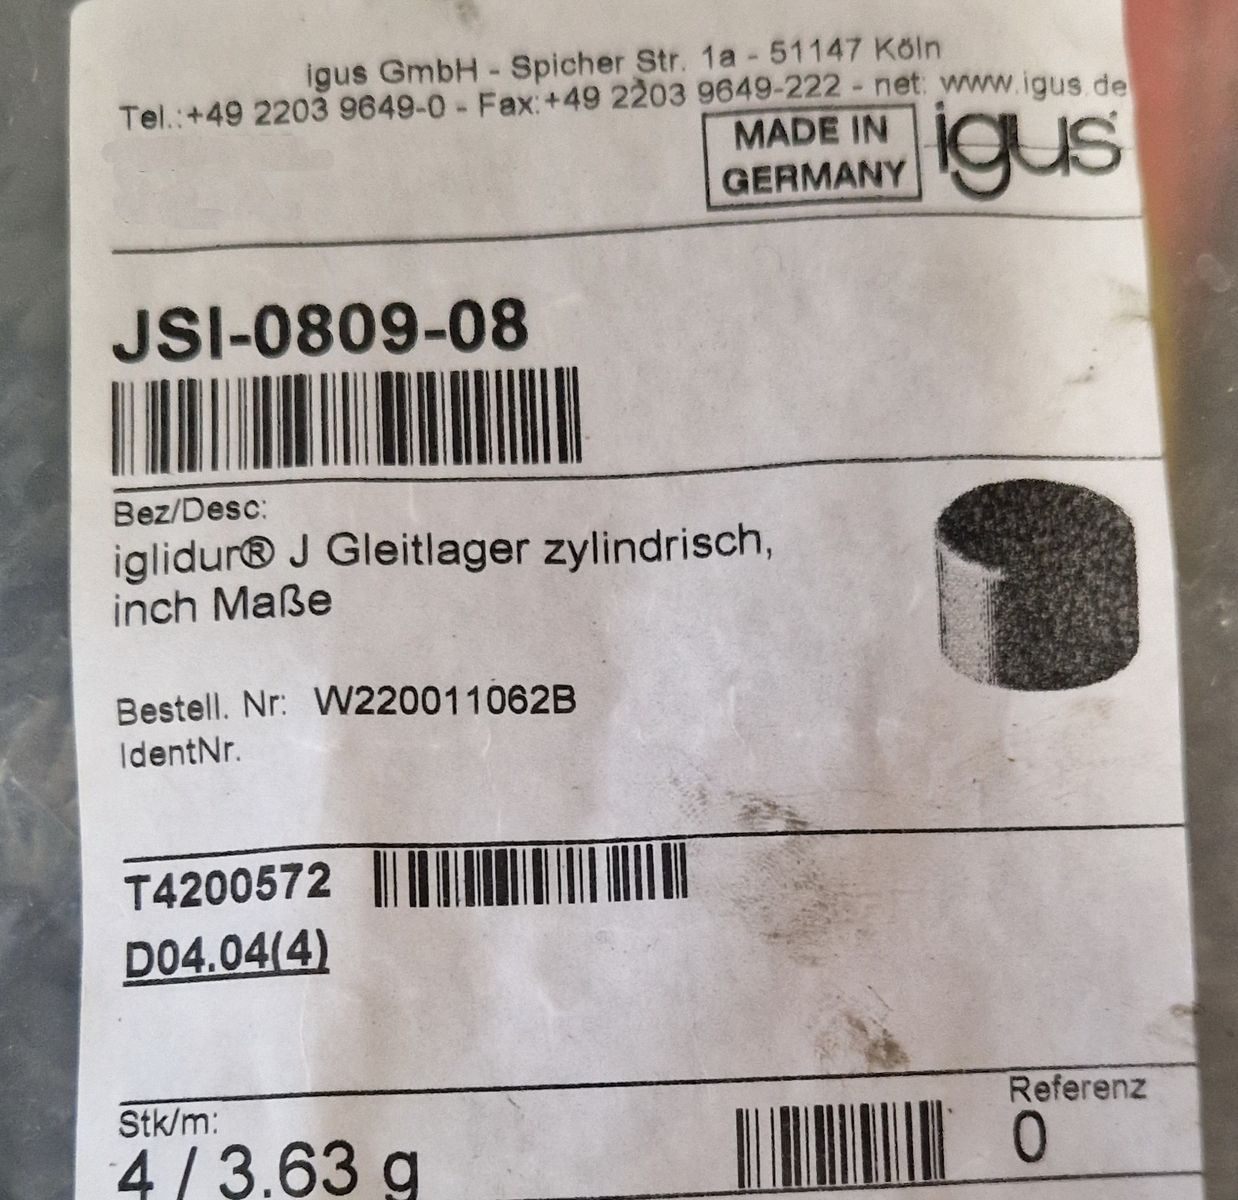 igus GmbH - Spicher Str. 1a - 51147 Köln
Tel.:+49 2203 9649-0 - Fax:+49 2203 9649-222 - net: www.igus.de
MADE IN
GERMANY
igus®
JSI-0809-08
Bez/Desc:
iglidur® J Gleitlager zylindrisch,
inch Maße
Bestell. Nr: W220011062B
IdentNr.
T4200572
D04.04(4)
Stk/m:
4 / 3.63 g
Referenz
0